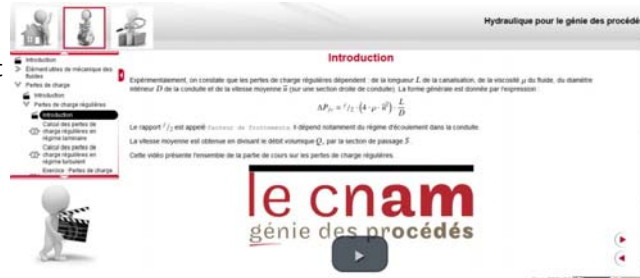 Hydraulique pour le génie des procédés
t
Introduction
Élément utiles de mécanique des
fluides
Pertes de charge
Introduction
Pertes de charge régulières
Introduction
Calcul des pertes de
charge régulières en
régime laminaire
Calcul des pertes de
charge régulières en
régime turbulent
Exercice : Pertes de charge
Introduction
Expérimentalement, on constate que les pertes de charge régulières dépendent : de la longueur L de la canalisation, de la viscosité μ du fluide, du diamètre
intérieur D de la conduite et de la vitesse moyenne ū (sur une section droite de conduite). La forme générale est donnée par l'expression :
Le rapport f/2 est appelé facteur de frottements. Il dépend notamment du régime d'écoulement dans la conduite.
La vitesse moyenne est obtenue en divisant le débit volumique Qv par la section de passage S.
Cette vidéo présente l'ensemble de la partie de cours sur les pertes de charge régulières.
le cnam
génie des procédés